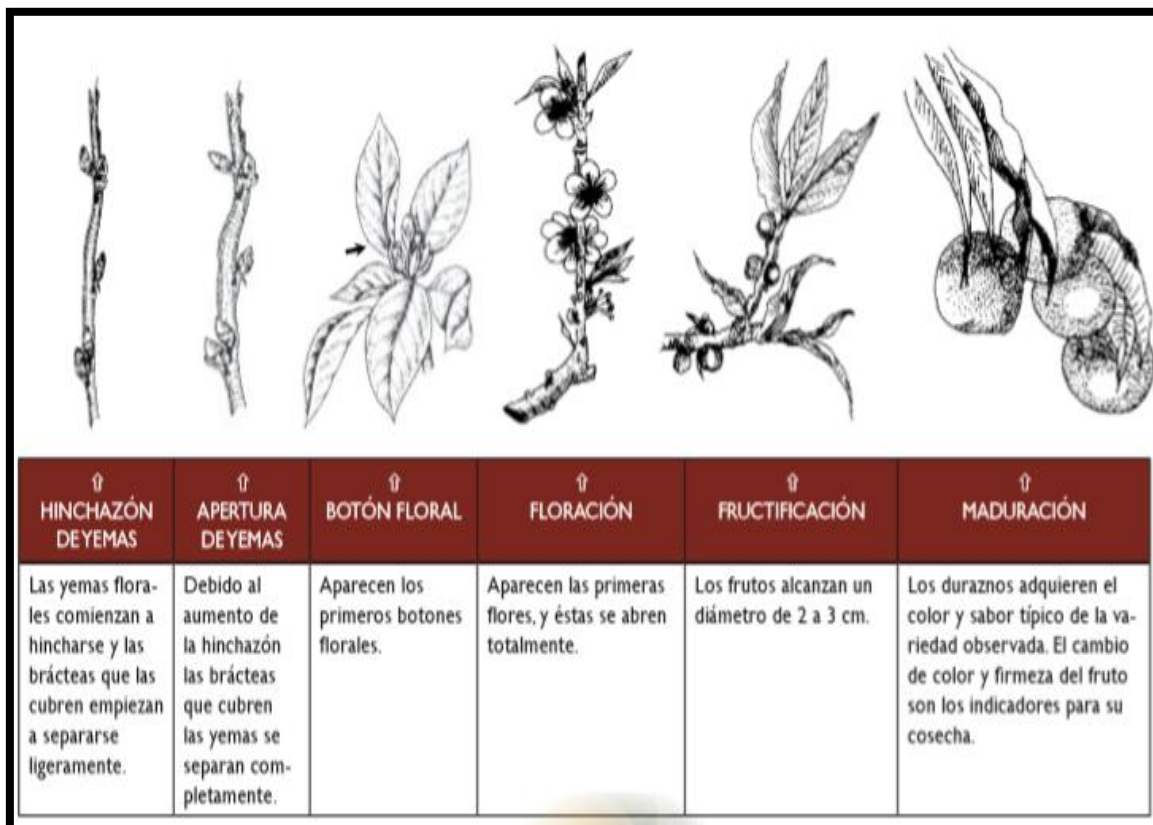 ⇧
HINCHAZÓN
DE YEMAS
Las yemas flora-
les comienzan a
hincharse y las
brácteas que las
cubren empiezan
a separarse
ligeramente.
⇧
APERTURA
DE YEMAS
Debido al
aumento de
la hinchazón
las brácteas
que cubren
las yemas se
separan com-
pletamente.
⇧
BOTÓN FLORAL
Aparecen los
primeros botones
florales.
⇧
FLORACIÓN
Aparecen las primeras
flores, y éstas se abren
totalmente.
⇧
FRUCTIFICACIÓN
Los frutos alcanzan un
diámetro de 2 a 3 cm.
⇧
MADURACIÓN
Los duraznos adquieren el
color y sabor típico de la va-
riedad observada. El cambio
de color y firmeza del fruto
son los indicadores para su
cosecha.